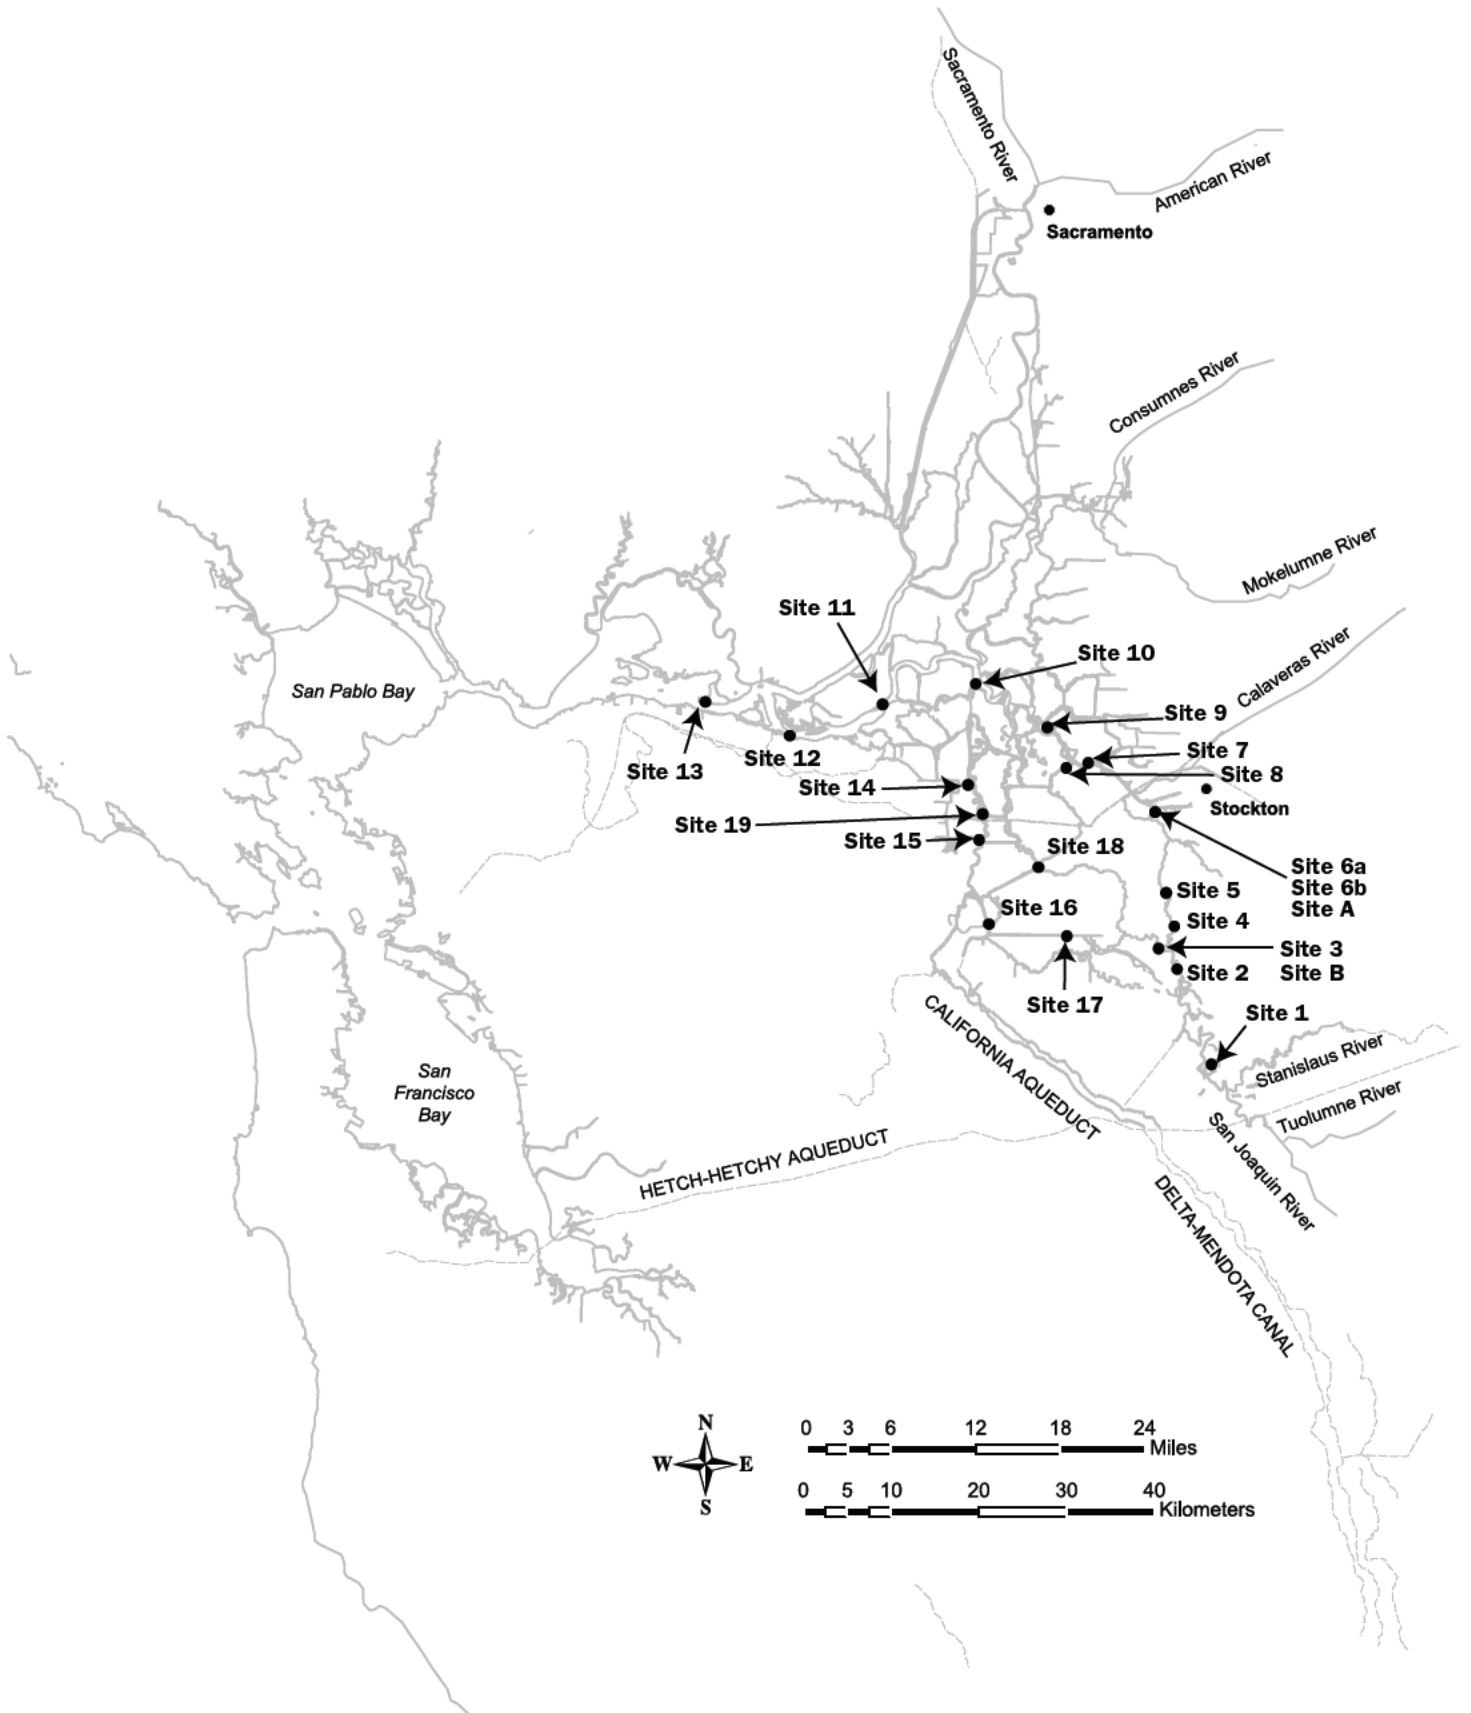 Sacramento River
American River
Sacramento
Consumnes River
Mokelumne River
Calaveras River
Site 11
Site 10
San Pablo Bay
Site 9
Site 7
Site 12
Site 13
Site 8
Site 14
Stockton
Site 19
Site 15
Site 18
Site 6a
Site 6b
Site A
Site 5
Site 16
Site 4
Site 3
Site B
Site 2
Site 17
Site 1
CALIFORNIA AQUEDUCT
Stanislaus River
San
Francisco
Bay
Tuolumne River
San Joaquin River
HETCH-HETCHY AQUEDUCT
DELTA-MENDOTA CANAL
N
W E
S
0 3 6 12 18 24
Miles
0 5 10 20 30 40
Kilometers